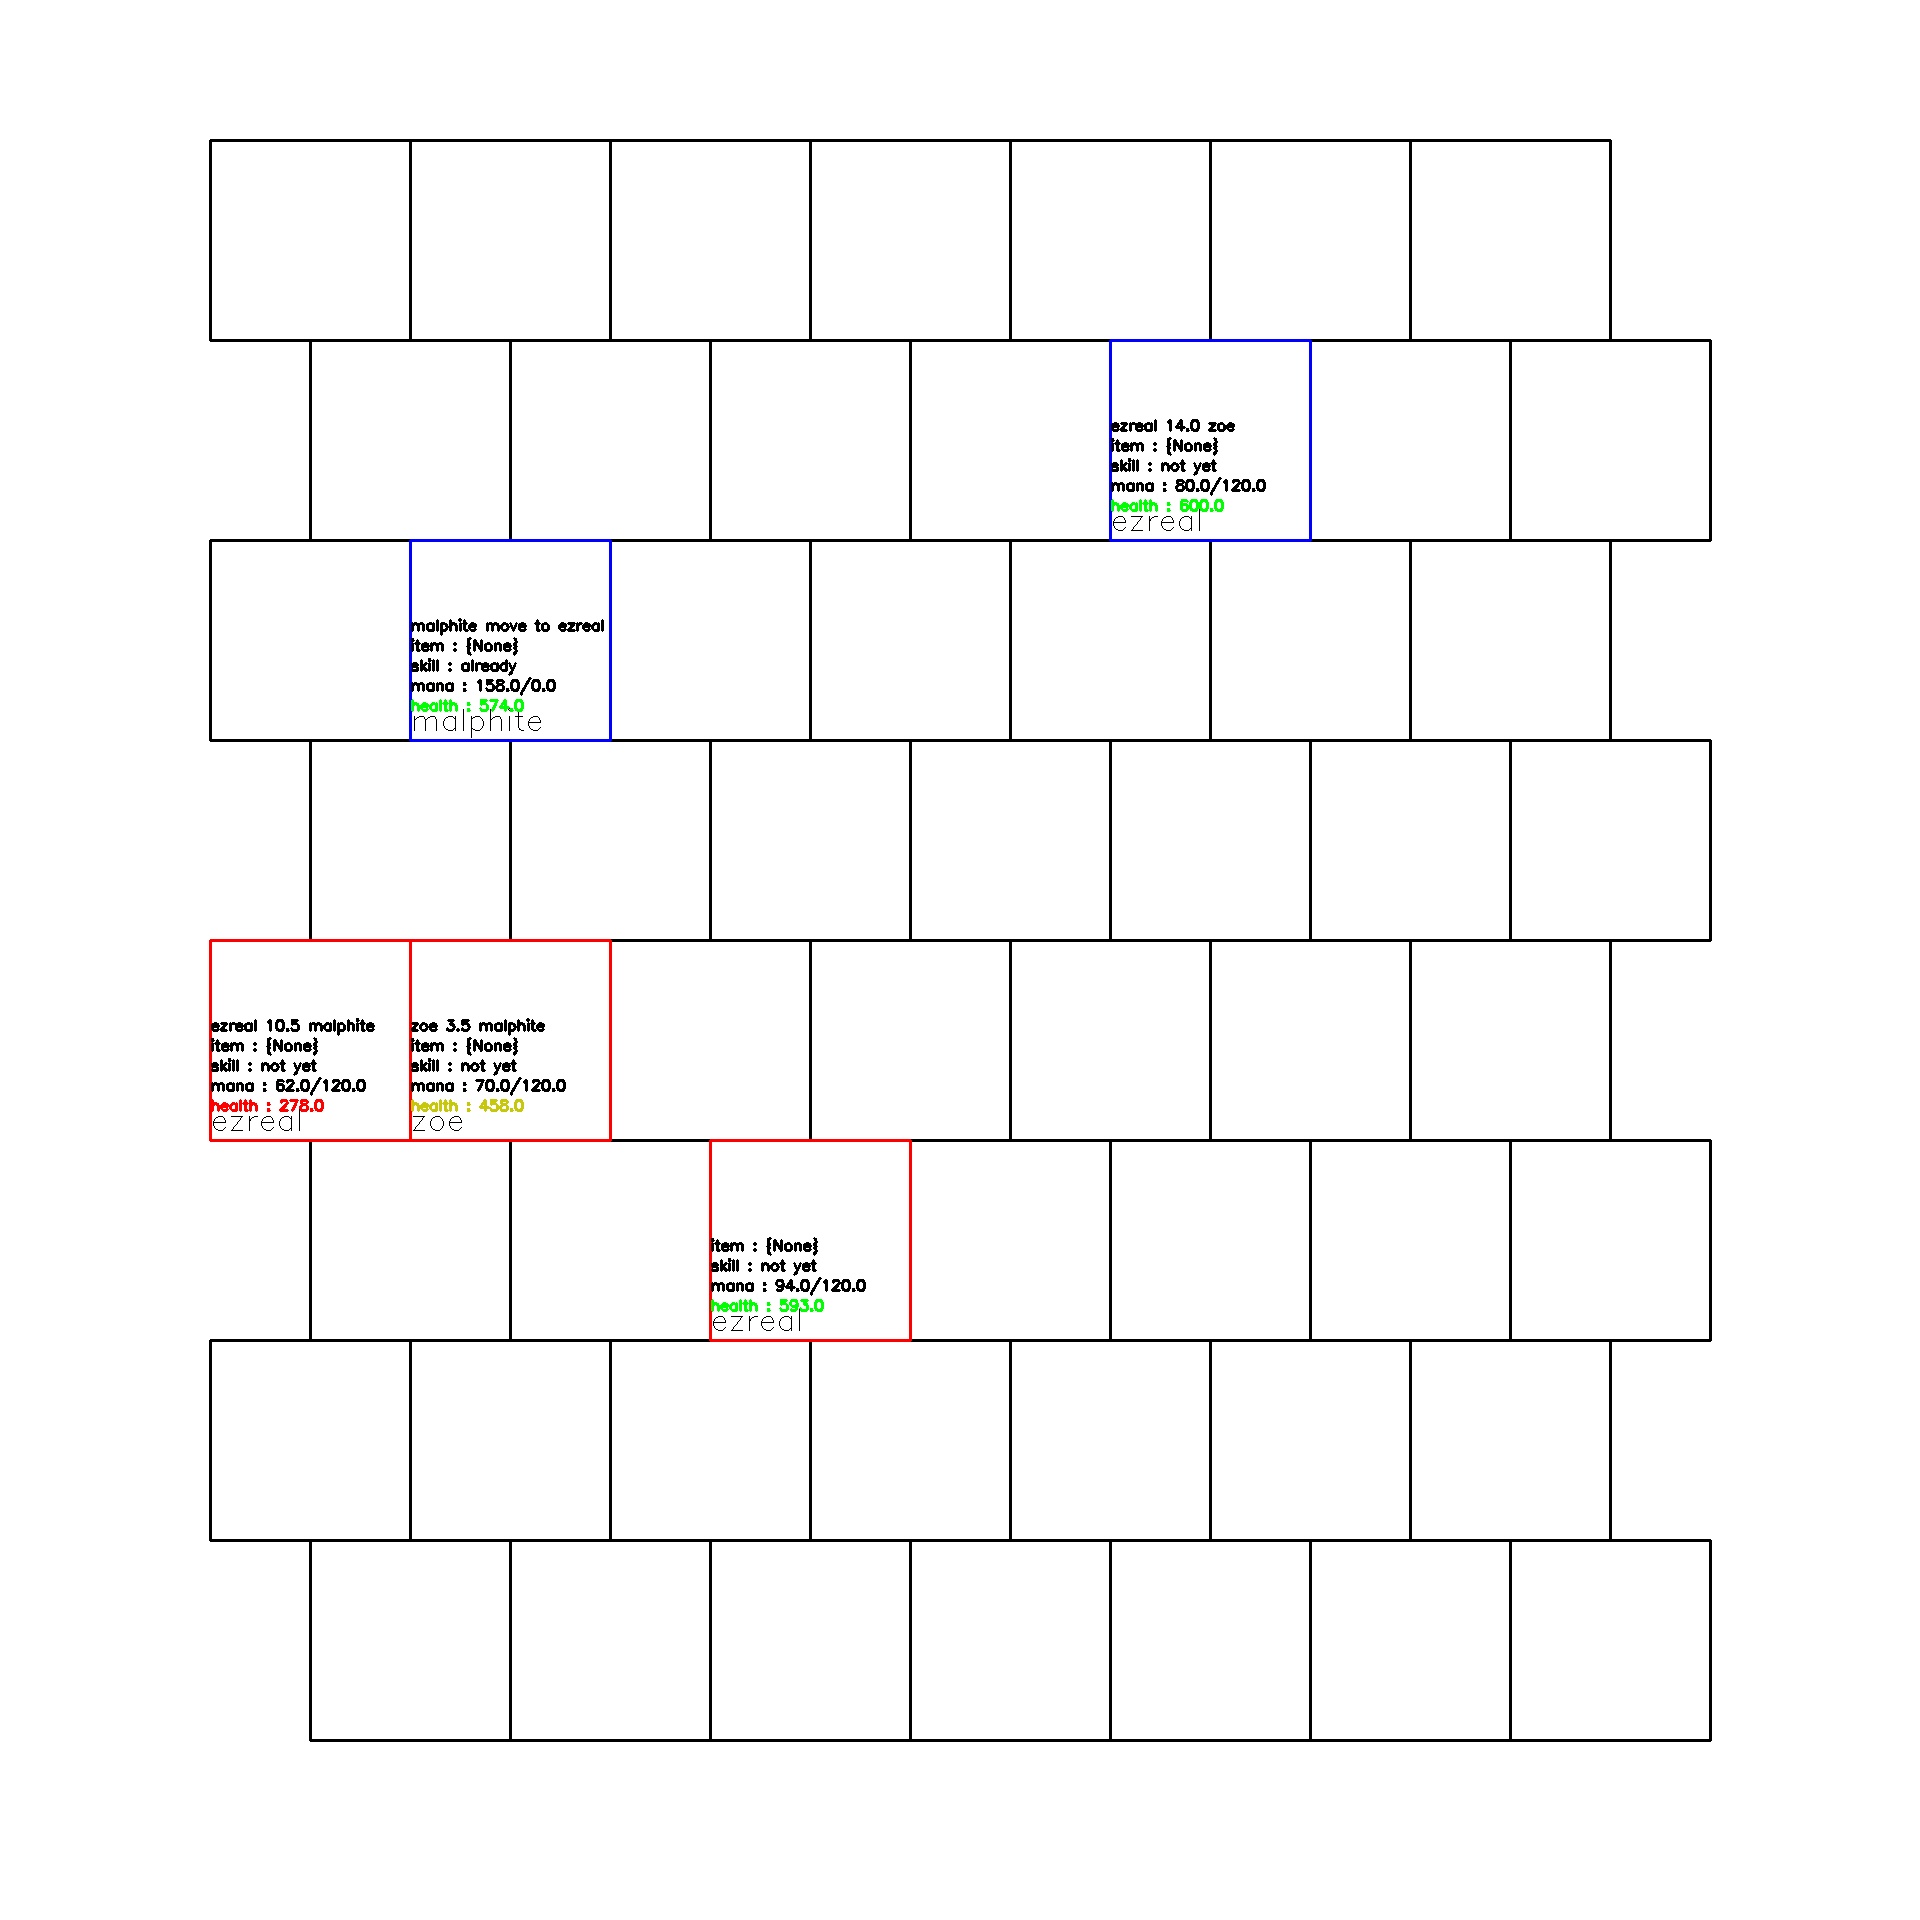 ezreal 14.0 zoe
item : {None}
skill : not yet
mana : 80.0/120.0
health : 600.0
ezreal
malphite move to ezreal
item : {None}
skill : already
mana : 158.0/0.0
health : 574.0
malphite
ezreal 10.5 malphite
item : {None}
skill : not yet
mana : 62.0/120.0
health : 278.0
ezreal
zoe 3.5 malphite
item : {None}
skill : not yet
mana : 70.0/120.0
health : 458.0
zoe
item : {None}
skill : not yet
mana : 94.0/120.0
health : 593.0
ezreal